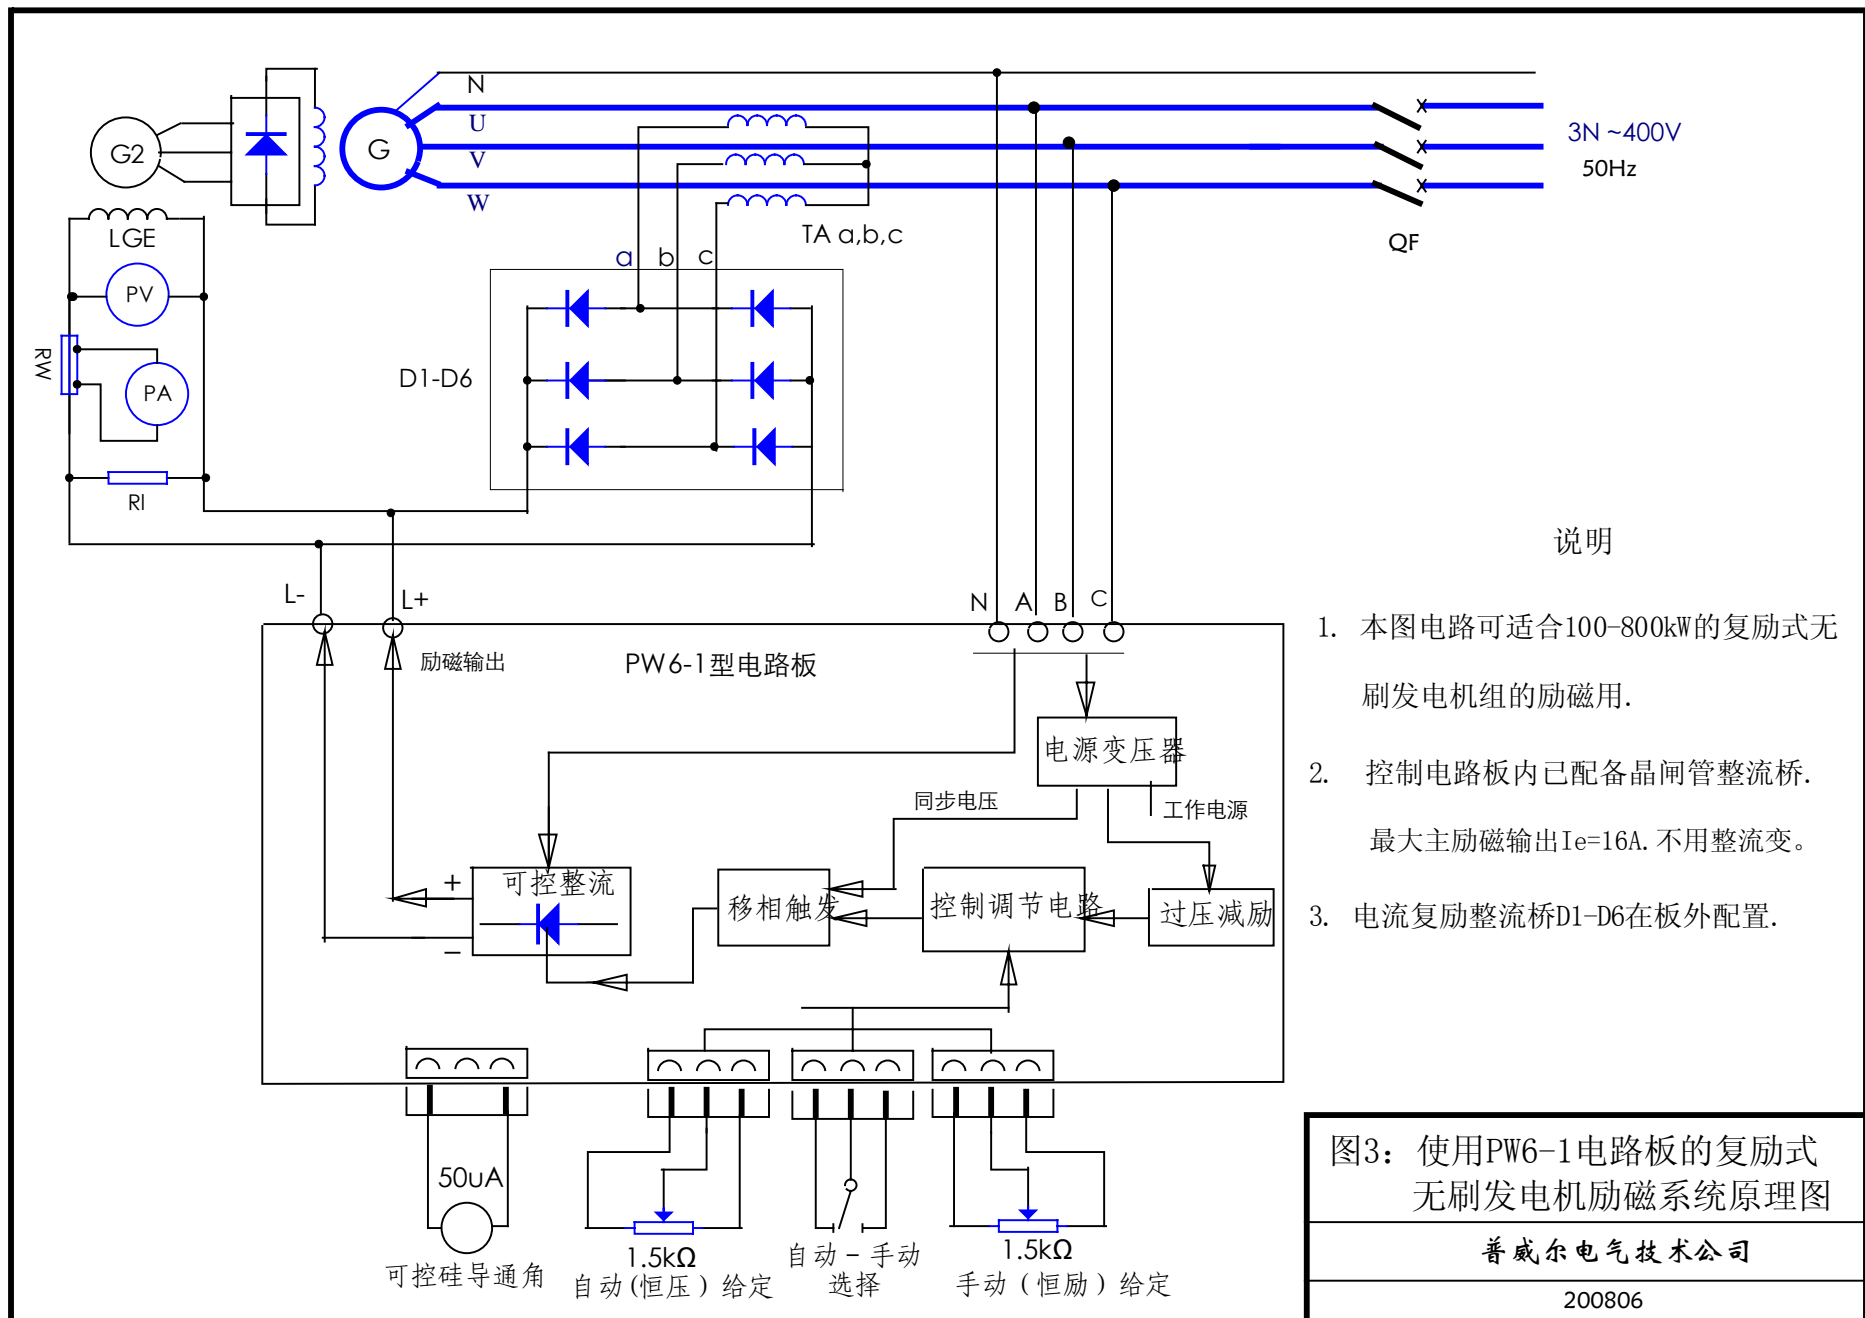 N
U
V
W
G2
G
3N ~400V
50Hz
QF
LGE
TA a,b,c
a b c
PV
RW
PA
D1-D6
RI
L- L+
N A B C
励磁输出
PW6-1型电路板
电源变压器
同步电压
工作电源
+
可控整流
−
移相触发
控制调节电路
过压减励
50uA
可控硅导通角
1.5kΩ
自动(恒压)给定
自动－手动
选择
1.5kΩ
手动(恒励)给定
说明
1. 本图电路可适合100-800kW的复励式无
刷发电机组的励磁用.
2. 控制电路板内已配备晶闸管整流桥.
最大主励磁输出Ie=16A.不用整流变。
3. 电流复励整流桥D1-D6在板外配置.
图3：使用PW6-1电路板的复励式
无刷发电机励磁系统原理图
普威尔电气技术公司
200806